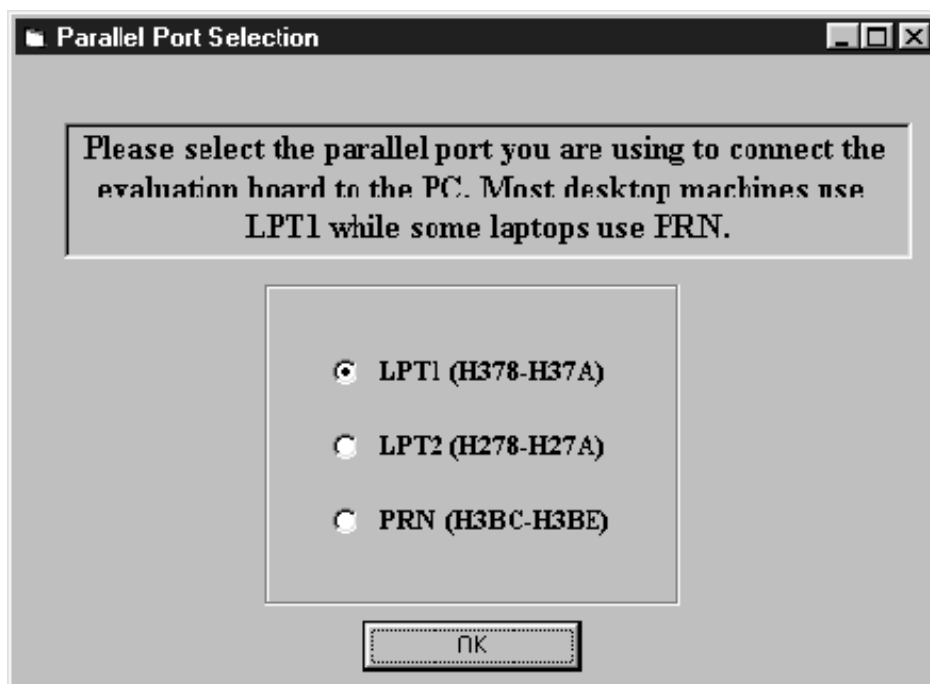 Parallel Port Selection
Please select the parallel port you are using to connect the
evaluation board to the PC. Most desktop machines use
LPT1 while some laptops use PRN.
LPT1 (H378-H37A)
LPT2 (H278-H27A)
PRN (H3BC-H3BE)
OK